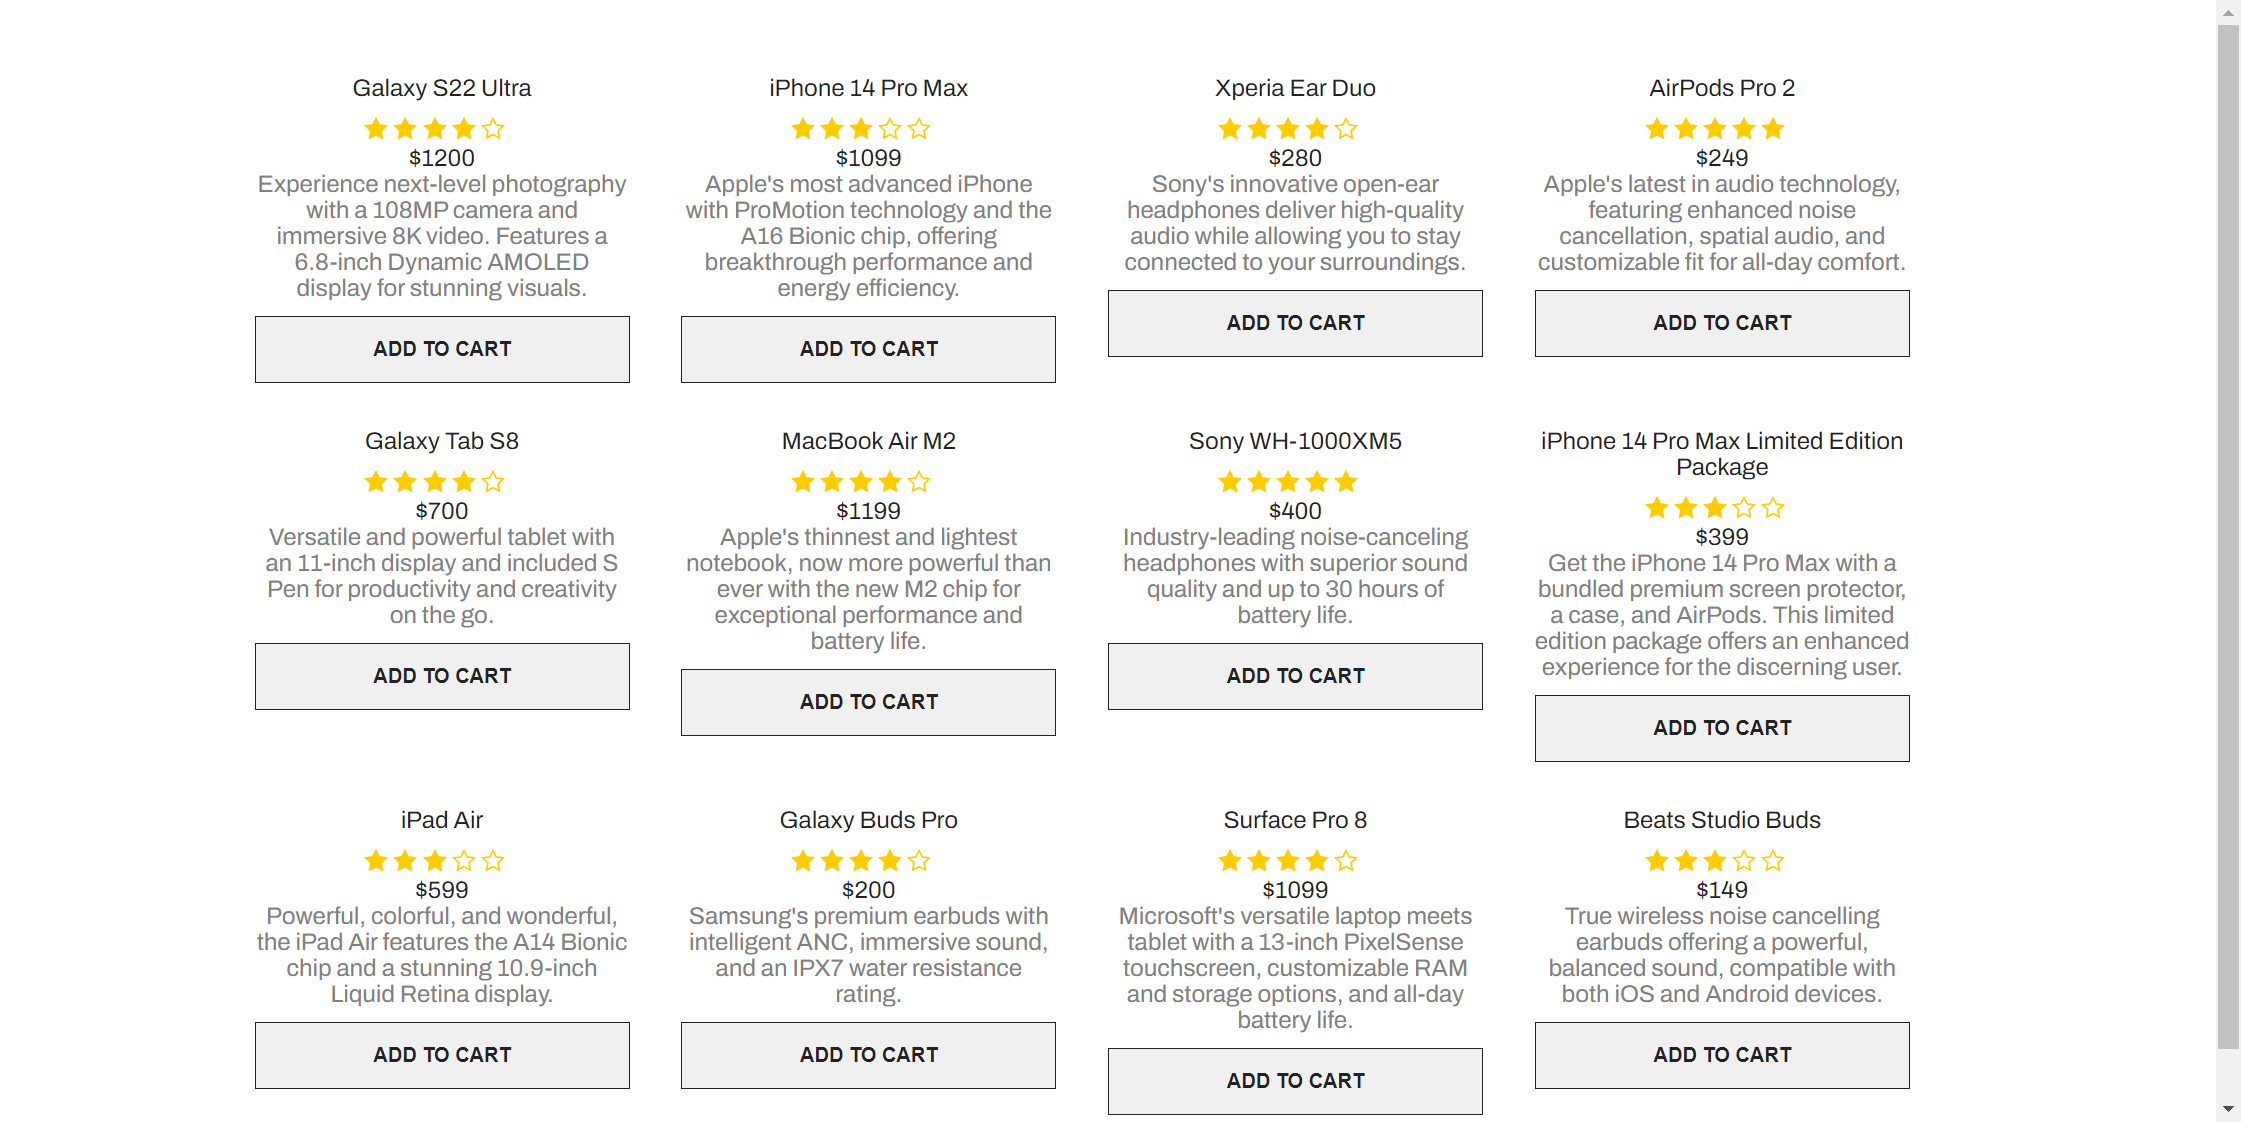 Galaxy S22 Ultra
$1200
Experience next-level photography
with a 108MP camera and
immersive 8K video. Features a
6.8-inch Dynamic AMOLED
display for stunning visuals.
ADD TO CART
iPhone 14 Pro Max
$1099
Apple's most advanced iPhone
with ProMotion technology and the
A16 Bionic chip, offering
breakthrough performance and
energy efficiency.
ADD TO CART
Xperia Ear Duo
$280
Sony's innovative open-ear
headphones deliver high-quality
audio while allowing you to stay
connected to your surroundings.
ADD TO CART
AirPods Pro 2
$249
Apple's latest in audio technology,
featuring enhanced noise
cancellation, spatial audio, and
customizable fit for all-day comfort.
ADD TO CART
Galaxy Tab S8
$700
Versatile and powerful tablet with
an 11-inch display and included S
Pen for productivity and creativity
on the go.
ADD TO CART
MacBook Air M2
$1199
Apple's thinnest and lightest
notebook, now more powerful than
ever with the new M2 chip for
exceptional performance and
battery life.
ADD TO CART
Sony WH-1000XM5
$400
Industry-leading noise-canceling
headphones with superior sound
quality and up to 30 hours of
battery life.
ADD TO CART
iPhone 14 Pro Max Limited Edition
Package
$399
Get the iPhone 14 Pro Max with a
bundled premium screen protector,
a case, and AirPods. This limited
edition package offers an enhanced
experience for the discerning user.
ADD TO CART
iPad Air
$599
Powerful, colorful, and wonderful,
the iPad Air features the A14 Bionic
chip and a stunning 10.9-inch
Liquid Retina display.
ADD TO CART
Galaxy Buds Pro
$200
Samsung's premium earbuds with
intelligent ANC, immersive sound,
and an IPX7 water resistance
rating.
ADD TO CART
Surface Pro 8
$1099
Microsoft's versatile laptop meets
tablet with a 13-inch PixelSense
touchscreen, customizable RAM
and storage options, and all-day
battery life.
ADD TO CART
Beats Studio Buds
$149
True wireless noise cancelling
earbuds offering a powerful,
balanced sound, compatible with
both iOS and Android devices.
ADD TO CART